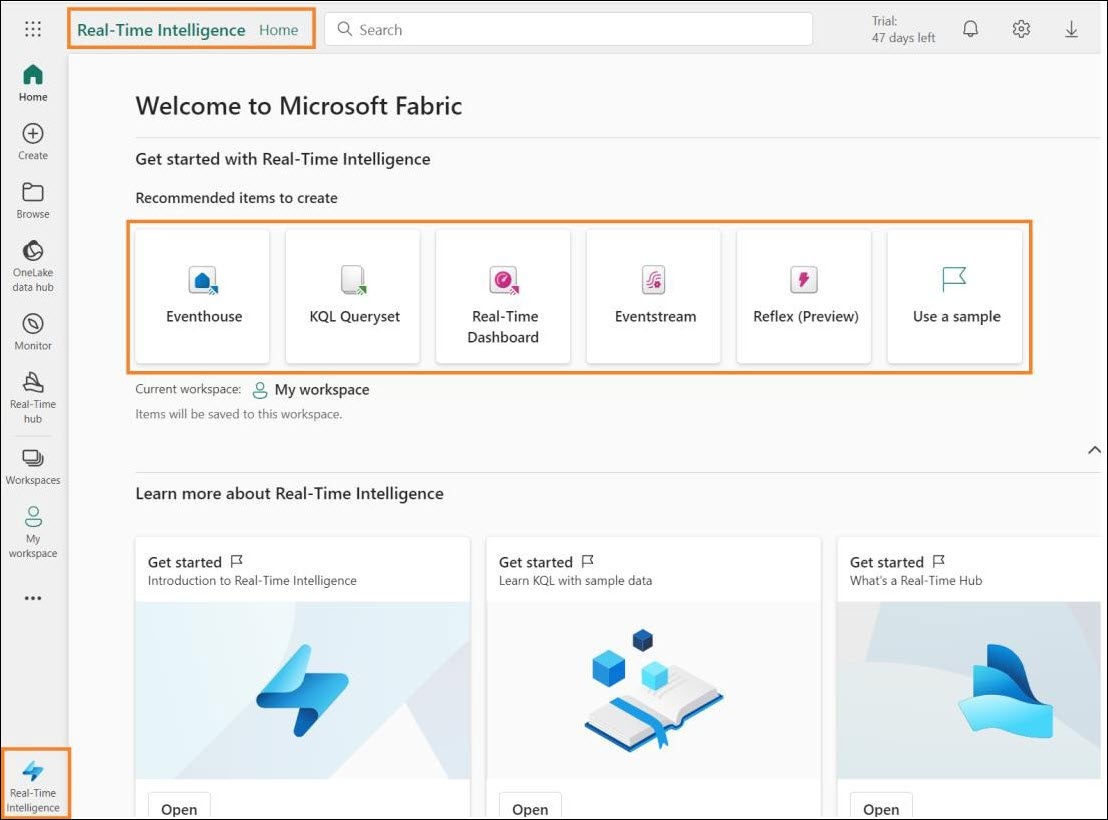 Real-Time Intelligence Home
Search
Trial:
47 days left
Home
Create
Browse
OneLake
data hub
Monitor
Real-Time
hub
Workspaces
My
workspace
Real-Time
Intelligence
Welcome to Microsoft Fabric
Get started with Real-Time Intelligence
Recommended items to create
Eventhouse
KQL Queryset
Real-Time
Dashboard
Eventstream
Reflex (Preview)
Use a sample
Current workspace: My workspace
Items will be saved to this workspace.
Learn more about Real-Time Intelligence
Get started
Introduction to Real-Time Intelligence
Open
Get started
Learn KQL with sample data
Open
Get started
What's a Real-Time Hub
Open